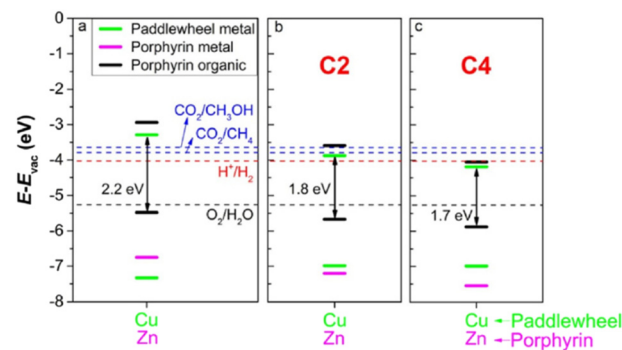 a
b
c
Paddlewheel metal
Porphyrin metal
Porphyrin organic
C2
C4
CO₂/CH₃OH
CO₂/CH₄
H⁺/H₂
O₂/H₂O
2.2 eV
1.8 eV
1.7 eV
E-Evac (eV)
0
-1
-2
-3
-4
-5
-6
-7
-8
Cu
Zn
Cu
Zn
Cu Paddlewheel
Zn Porphyrin